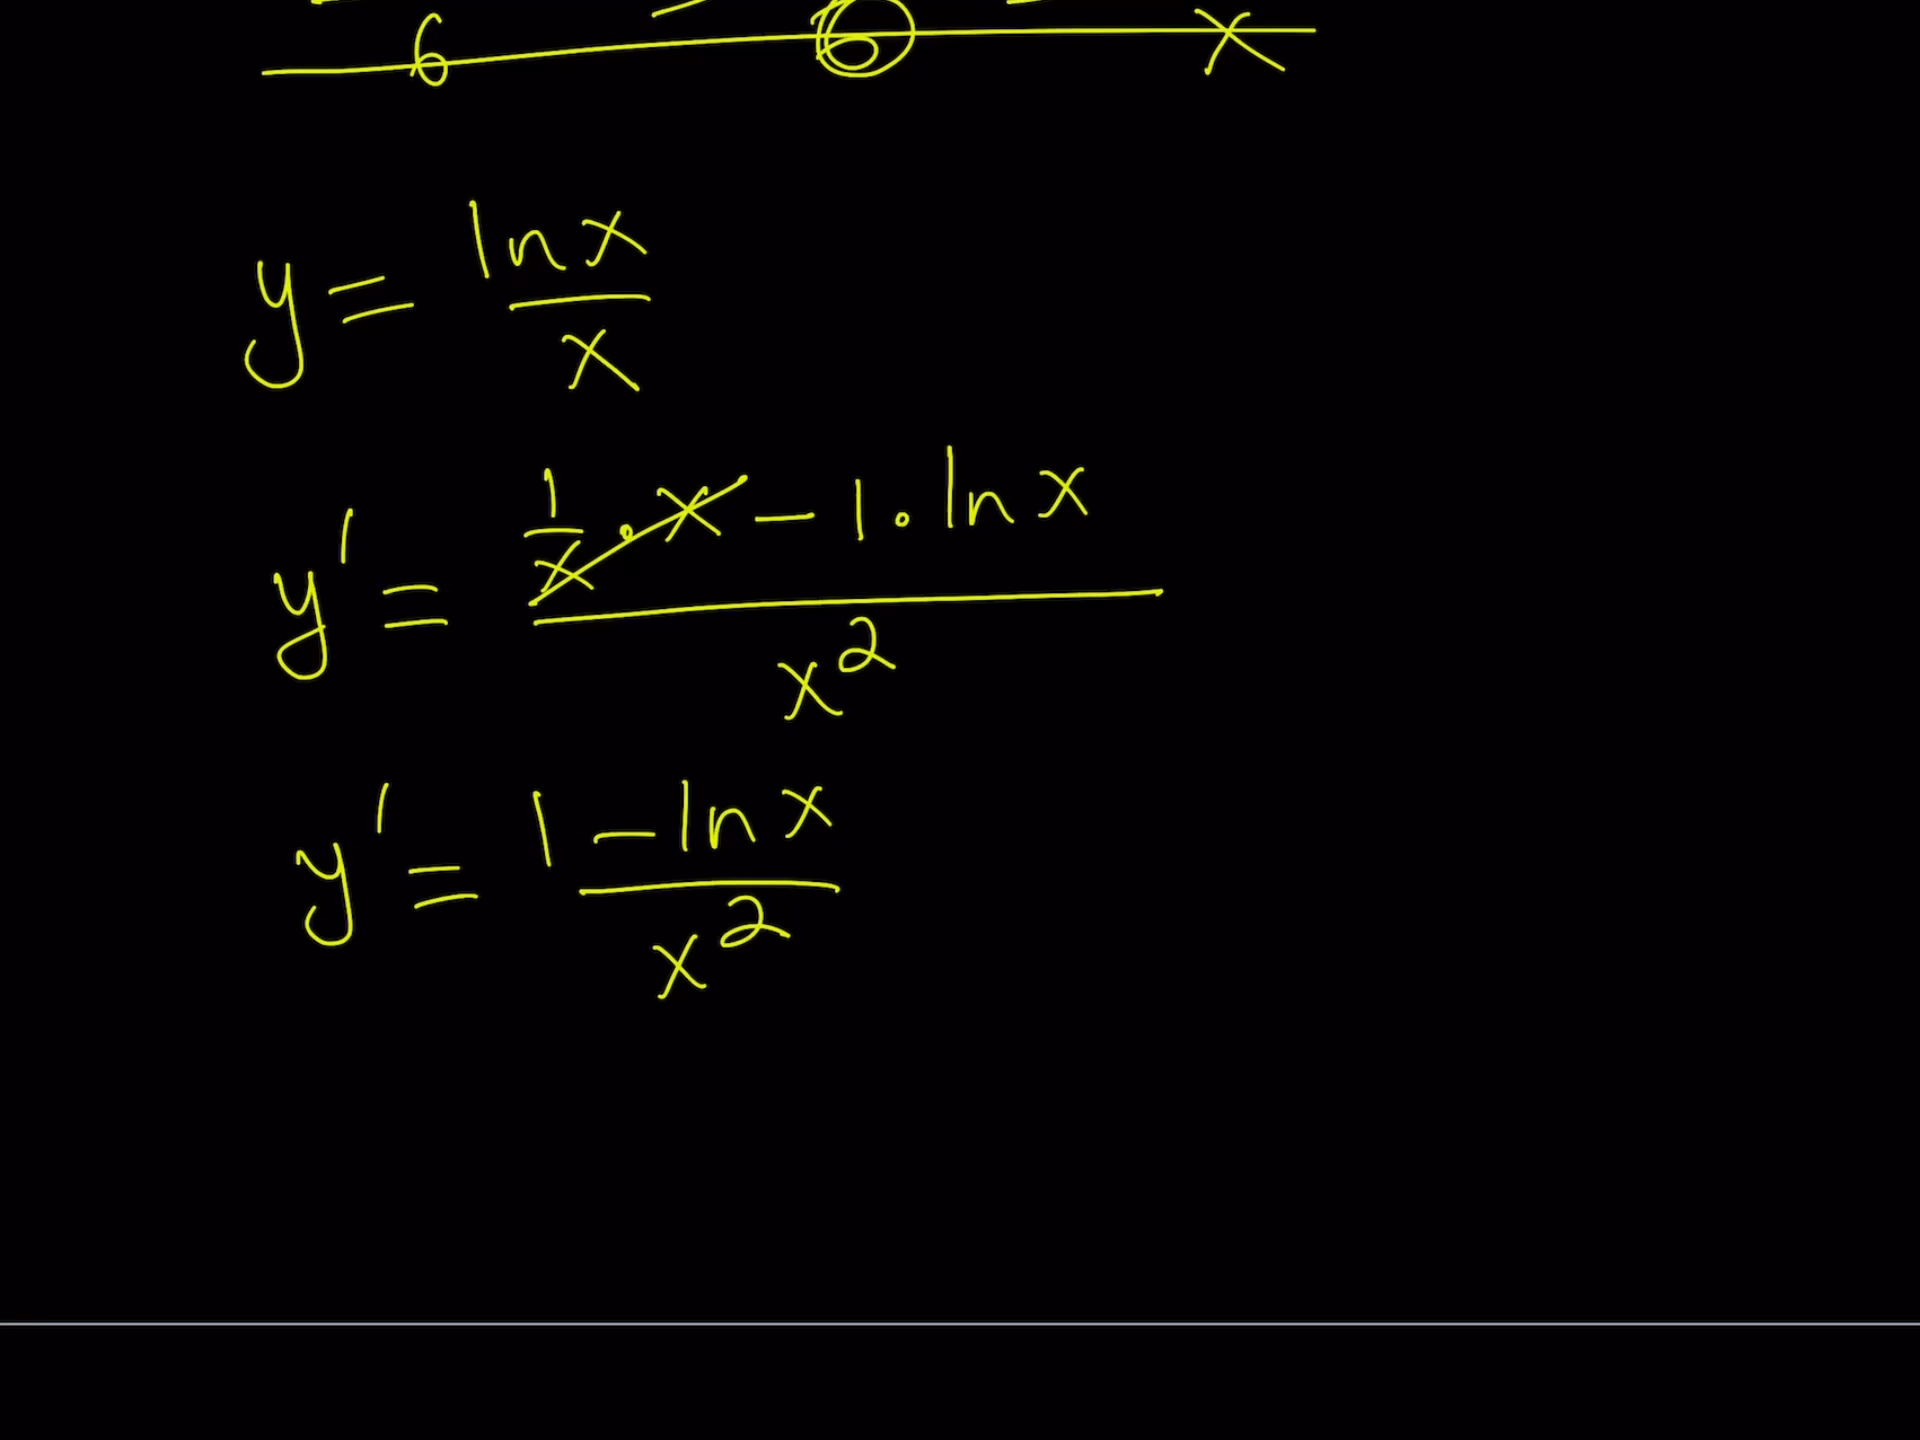 6 6 x
y = ln x / x
y' = (1/x · x − 1 · ln x) / x²
y' = (1 − ln x) / x²